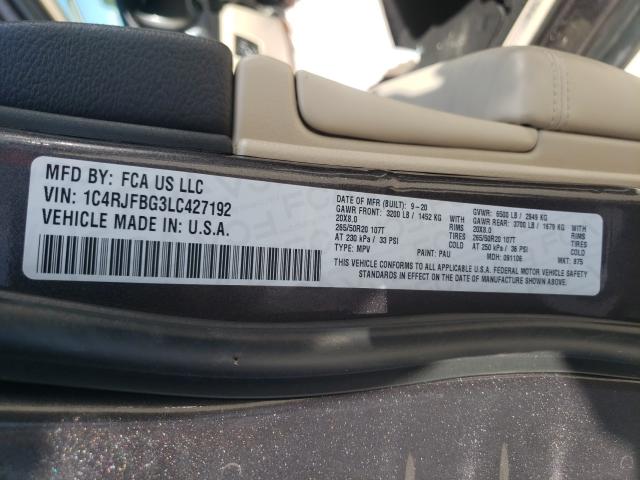 MFD BY: FCA US LLC
VIN: 1C4RJFBG3LC427192
VEHICLE MADE IN: U.S.A.
DATE OF MFR (BUILT): 9-20
GVWR: 6500 LB / 2949 KG
GAWR FRONT: 3200 LB / 1452 KG
GAWR REAR: 3700 LB / 1679 KG
20X8.0 RIMS
20X8.0 RIMS
265/50R20 107T TIRES
265/50R20 107T TIRES
AT 230 kPa / 33 PSI COLD
AT 250 kPa / 36 PSI COLD
TYPE: MPV
PAINT: PAU
MDH: 091106
MKT: 875
THIS VEHICLE CONFORMS TO ALL APPLICABLE U.S.A. FEDERAL MOTOR VEHICLE SAFETY
STANDARDS IN EFFECT ON THE DATE OF MANUFACTURE SHOWN ABOVE.